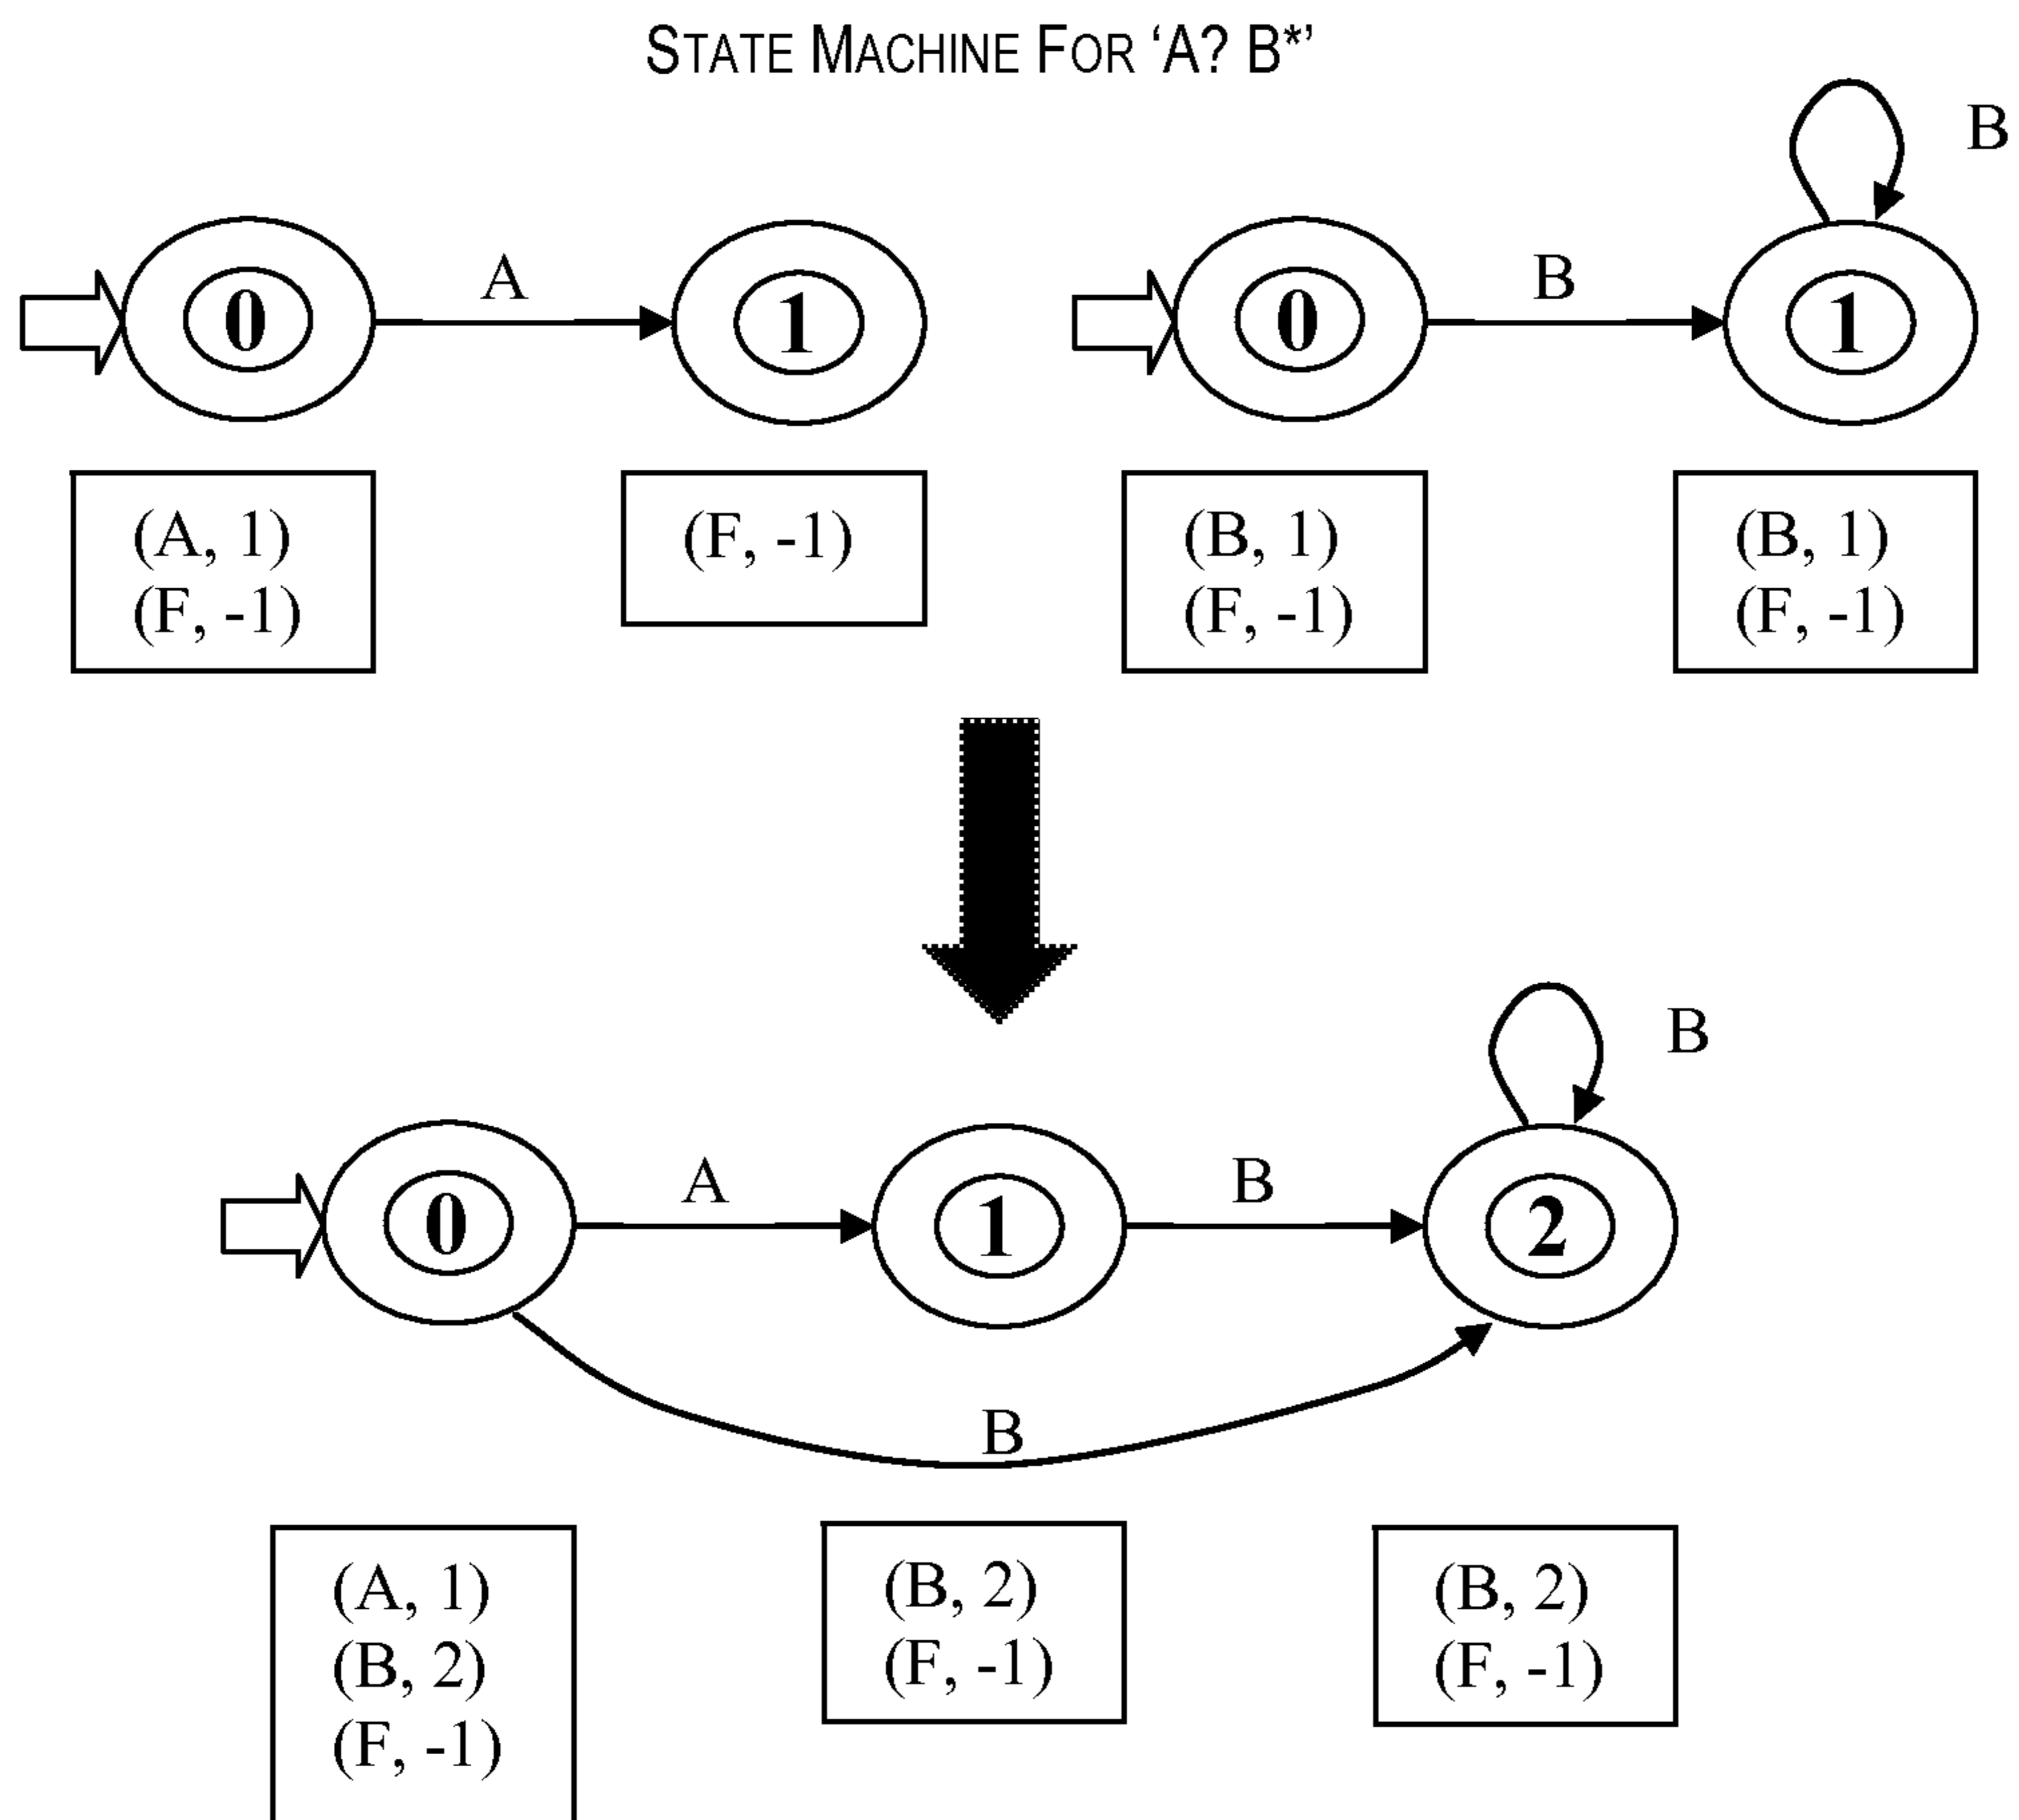 STATE MACHINE FOR ‘A? B*’
B
A
B
0
1
0
1
(A, 1)
(F, -1)
(F, -1)
(B, 1)
(F, -1)
(B, 1)
(F, -1)
B
A
B
0
1
2
B
(A, 1)
(B, 2)
(F, -1)
(B, 2)
(F, -1)
(B, 2)
(F, -1)